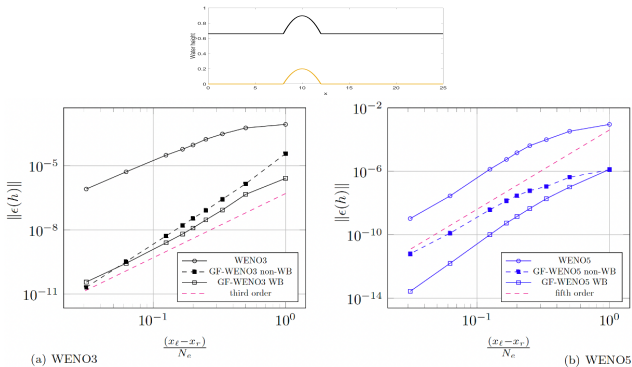 1
0.8
0.6
0.4
0.2
0
Water height
0 5 10 15 20 25
x
10^{-5}
10^{-8}
10^{-11}
‖ϵ(h)‖
WENO3
GF-WENO3 non-WB
GF-WENO3 WB
third order
10^{-1} 10^{0}
(x_ℓ−x_r)
N_e
(a) WENO3
10^{-2}
10^{-6}
10^{-10}
10^{-14}
‖ϵ(h)‖
WENO5
GF-WENO5 non-WB
GF-WENO5 WB
fifth order
10^{-1} 10^{0}
(x_ℓ−x_r)
N_e
(b) WENO5